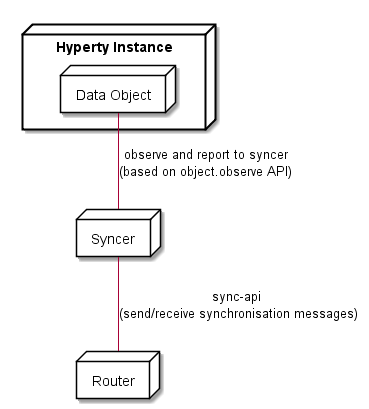 Hyperty Instance
Data Object
observe and report to syncer
(based on object.observe API)
Syncer
sync-api
(send/receive synchronisation messages)
Router